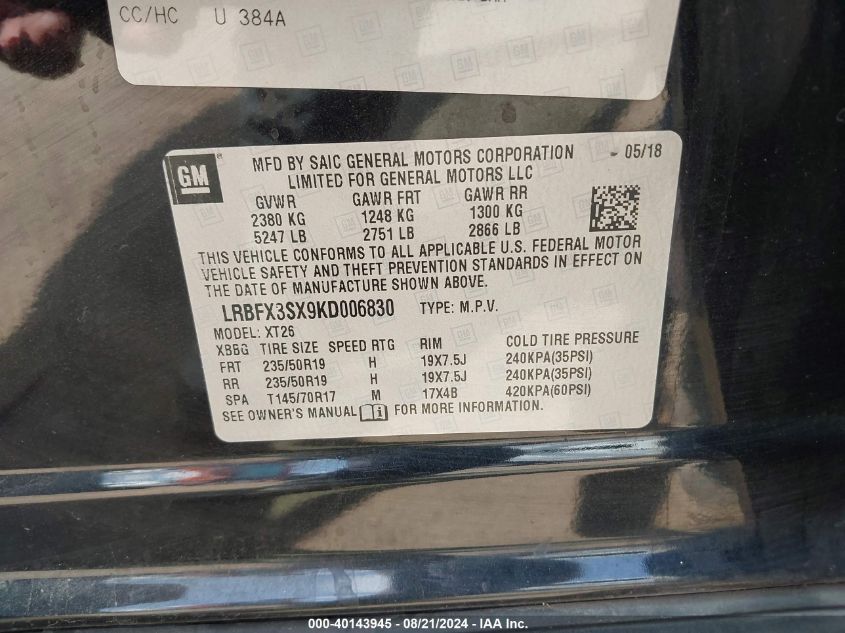 CC/HC U 384A
GM
MFD BY SAIC GENERAL MOTORS CORPORATION 05/18
LIMITED FOR GENERAL MOTORS LLC
GVWR GAWR FRT GAWR RR
2380 KG 1248 KG 1300 KG
5247 LB 2751 LB 2866 LB
THIS VEHICLE CONFORMS TO ALL APPLICABLE U.S. FEDERAL MOTOR
VEHICLE SAFETY AND THEFT PREVENTION STANDARDS IN EFFECT ON
THE DATE OF MANUFACTURE SHOWN ABOVE.
LRBFX3SX9KD006830 TYPE: M.P.V.
MODEL: XT26
XBBG TIRE SIZE SPEED RTG RIM COLD TIRE PRESSURE
FRT 235/50R19 H 19X7.5J 240KPA(35PSI)
RR 235/50R19 H 19X7.5J 240KPA(35PSI)
SPA T145/70R17 M 17X4B 420KPA(60PSI)
SEE OWNER'S MANUAL FOR MORE INFORMATION.
000-40143945 - 08/21/2024 - IAA Inc.